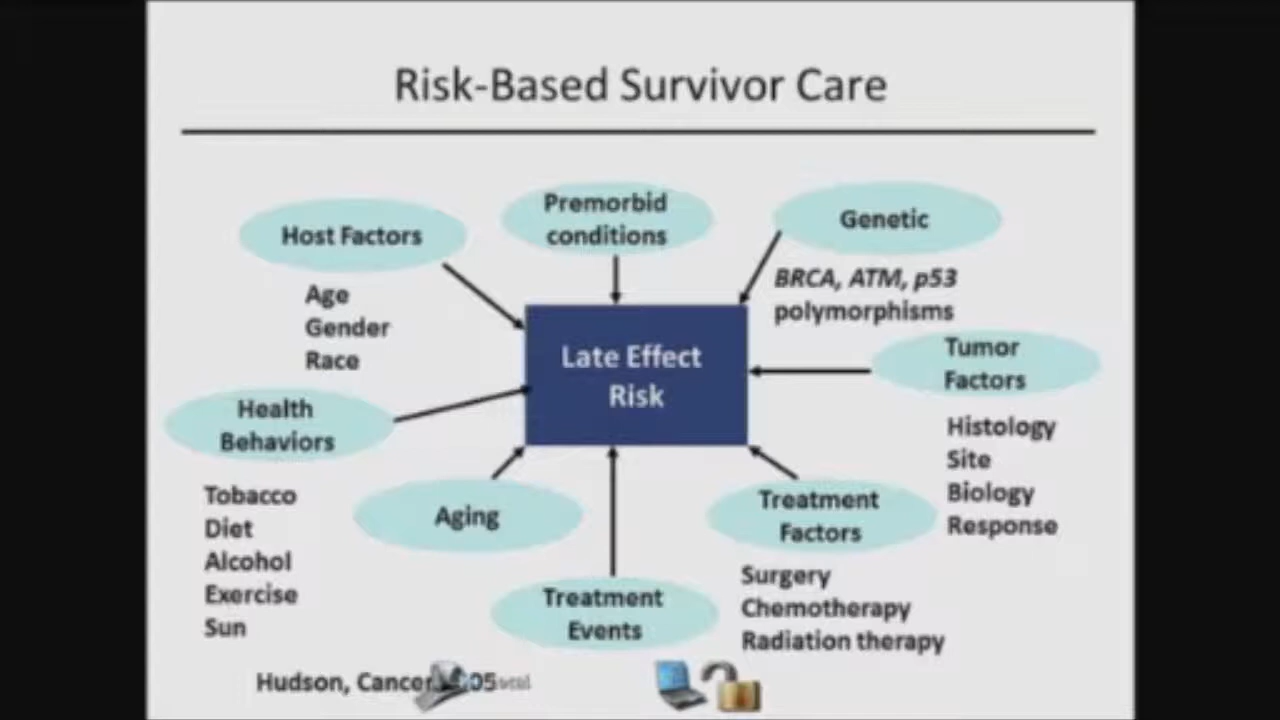 Risk-Based Survivor Care
Host Factors
Age
Gender
Race
Premorbid
conditions
Genetic
BRCA, ATM, p53
polymorphisms
Late Effect
Risk
Tumor
Factors
Histology
Site
Biology
Response
Health
Behaviors
Tobacco
Diet
Alcohol
Exercise
Sun
Aging
Treatment
Events
Treatment
Factors
Surgery
Chemotherapy
Radiation therapy
Hudson, Cancer 05